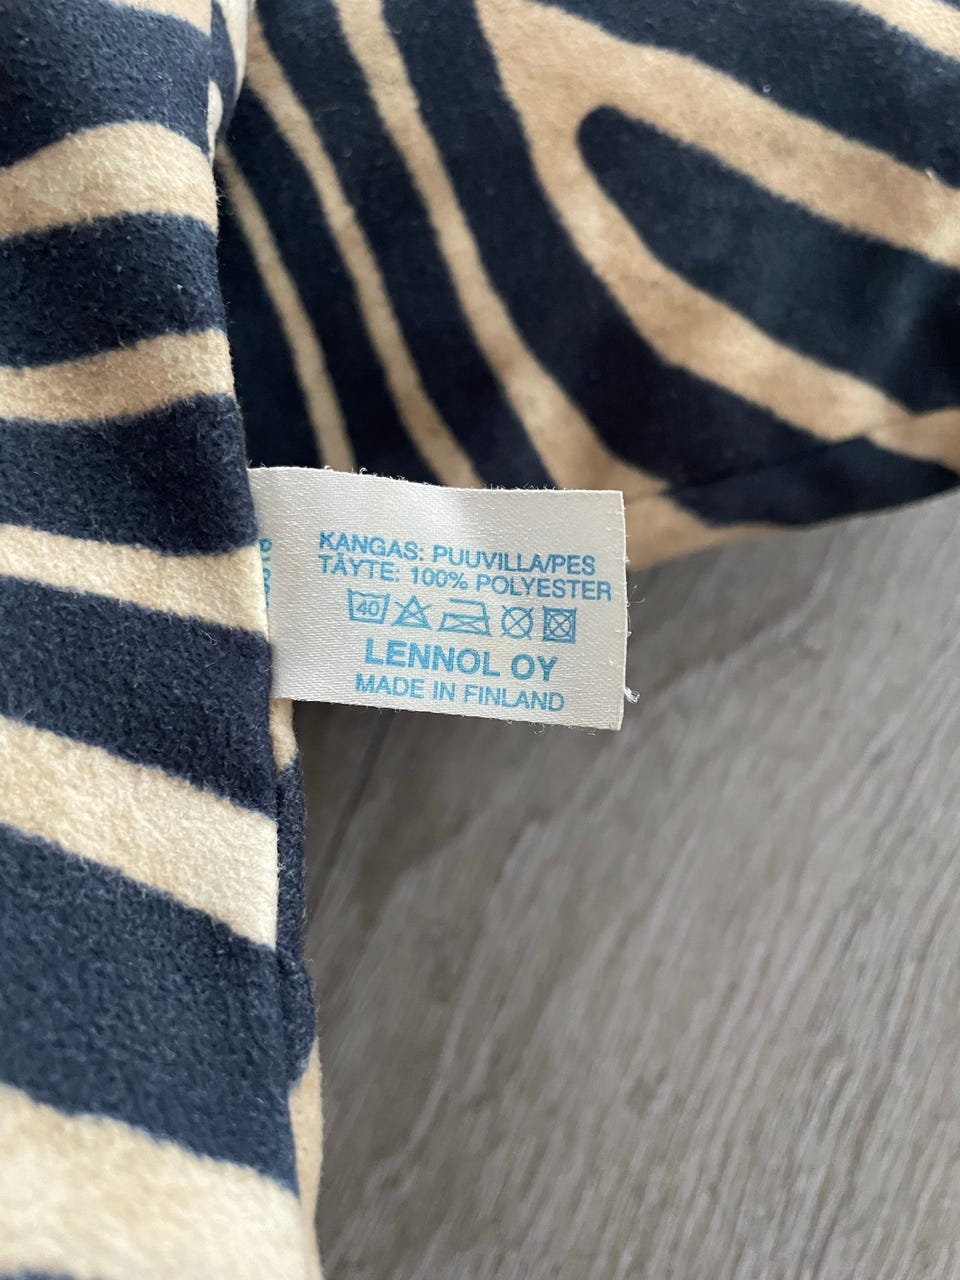 KANGAS: PUUVILLA/PES
TÄYTE: 100% POLYESTER
40
LENNOL OY
MADE IN FINLAND